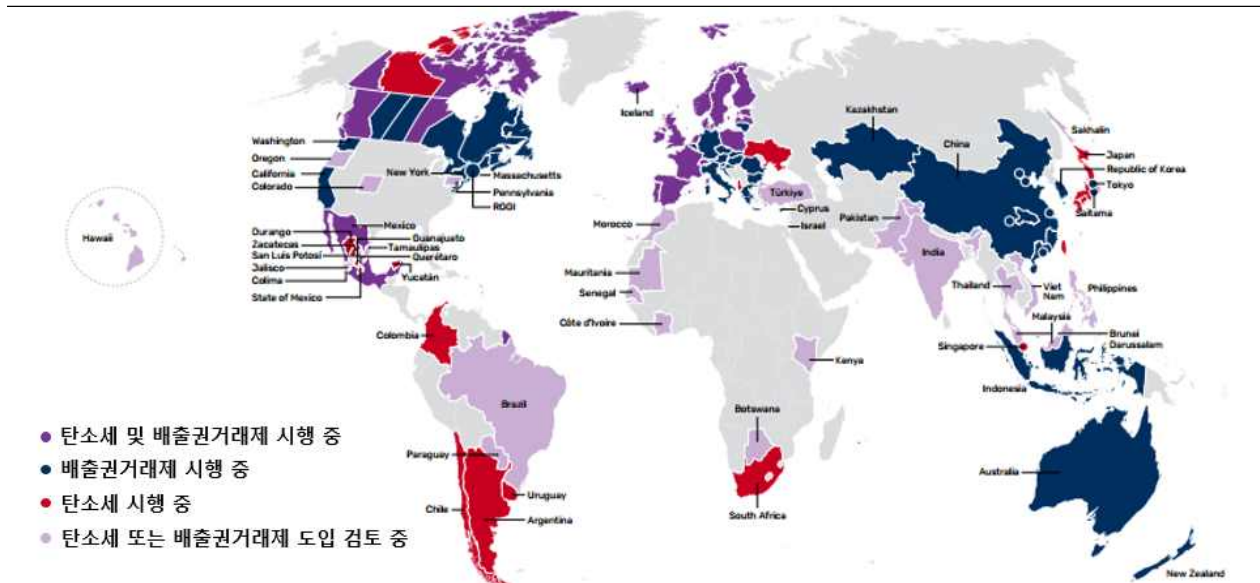 Iceland
Kazakhstan
Sakhalin
China
Japan
Washington
Republic of Korea
Oregon
New York
Massachusetts
Tokyo
California
Pennsylvania
Türkiye
Colorado
RGGI
Cyprus
Pakistan
Saitama
Morocco
Israel
Hawaii
Durango
Mexico
Guanajuato
Zacatecas
Tamaulipas
India
San Luis Potosí
Querétaro
Mauritania
Jalisco
Yucatán
Thailand
Viet
Nam
Philippines
Colima
Senegal
State of Mexico
Malaysia
Côte d'Ivoire
Brunei
Darussalam
Colombia
Singapore
Kenya
Indonesia
Brazil
Botswana
● 탄소세 및 배출권거래제 시행 중
Paraguay
● 배출권거래제 시행 중
Australia
Uruguay
● 탄소세 시행 중
Chile
South Africa
Argentina
● 탄소세 또는 배출권거래제 도입 검토 중
New Zealand